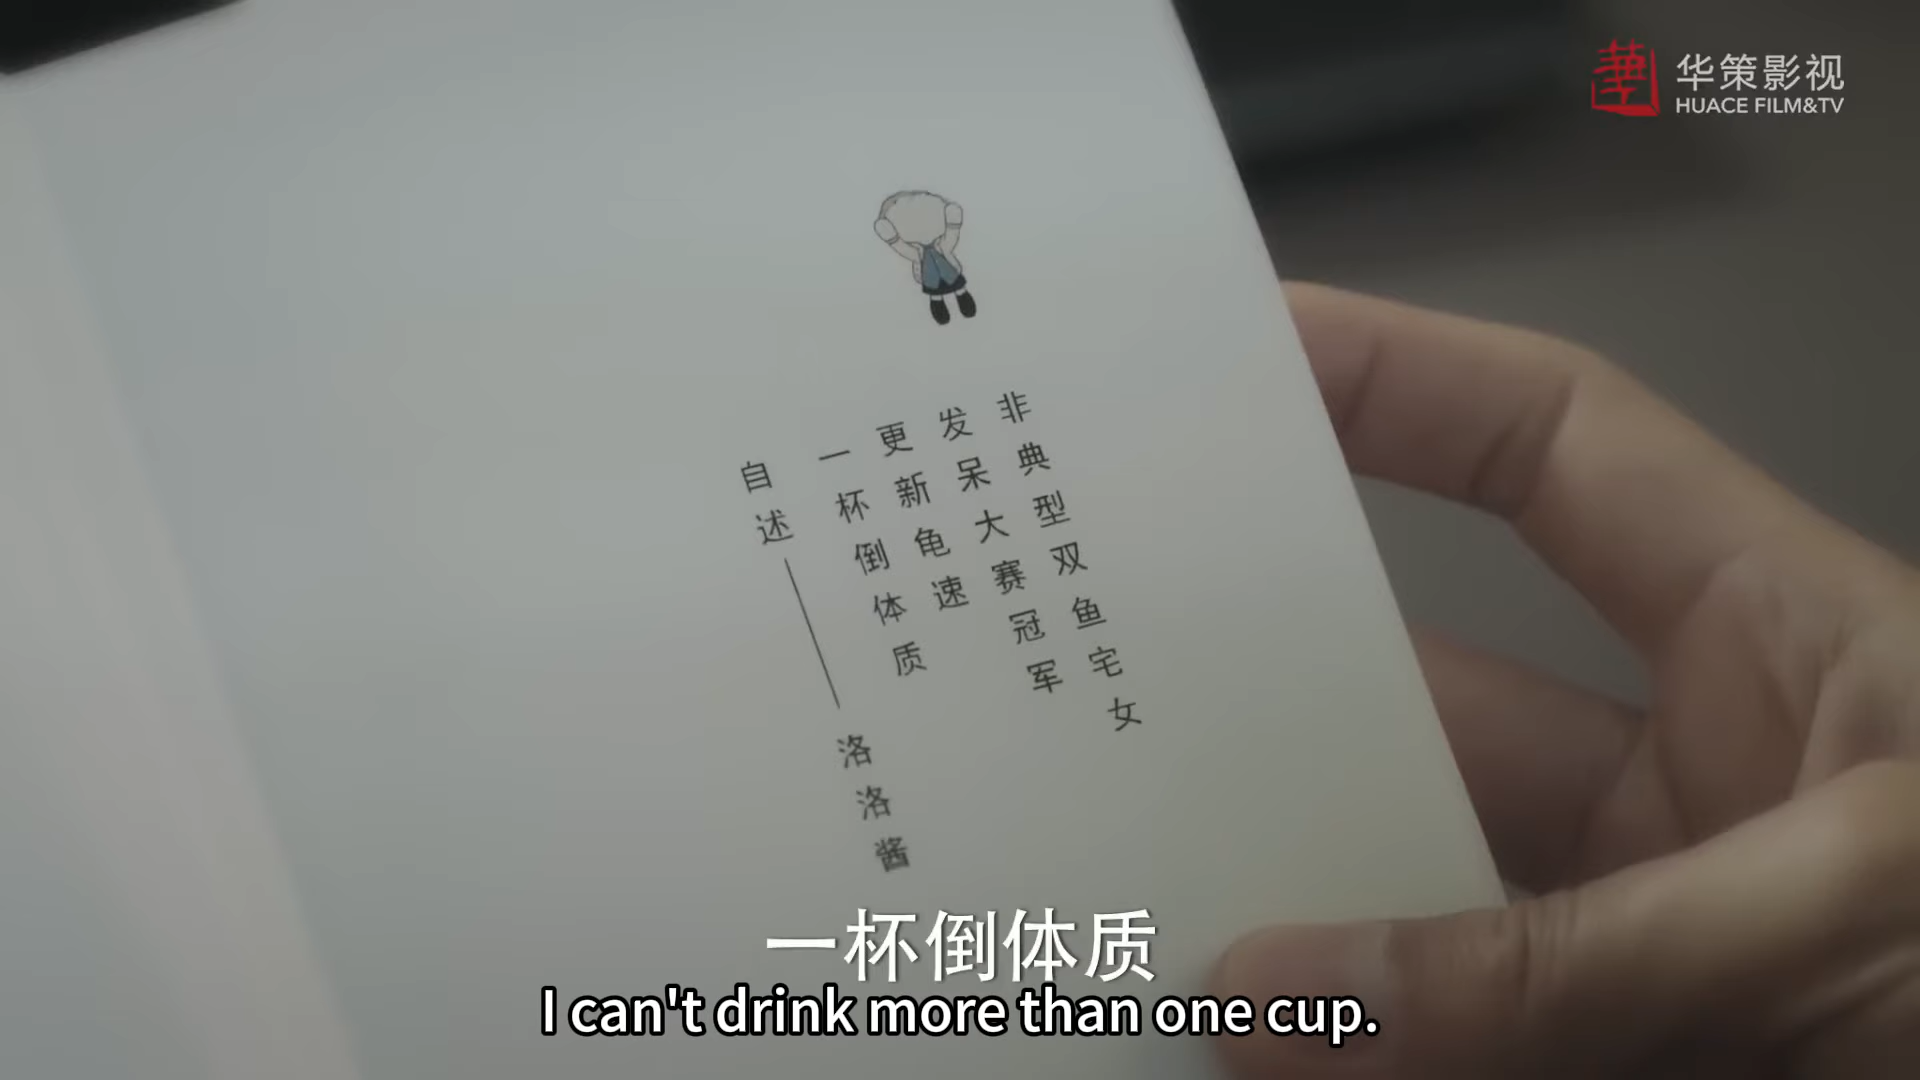 华策影视
HUACE FILM&TV
非典型双鱼宅女
发呆大赛冠军
更新龟速
一杯倒体质
自述——洛洛酱
一杯倒体质
I can't drink more than one cup.